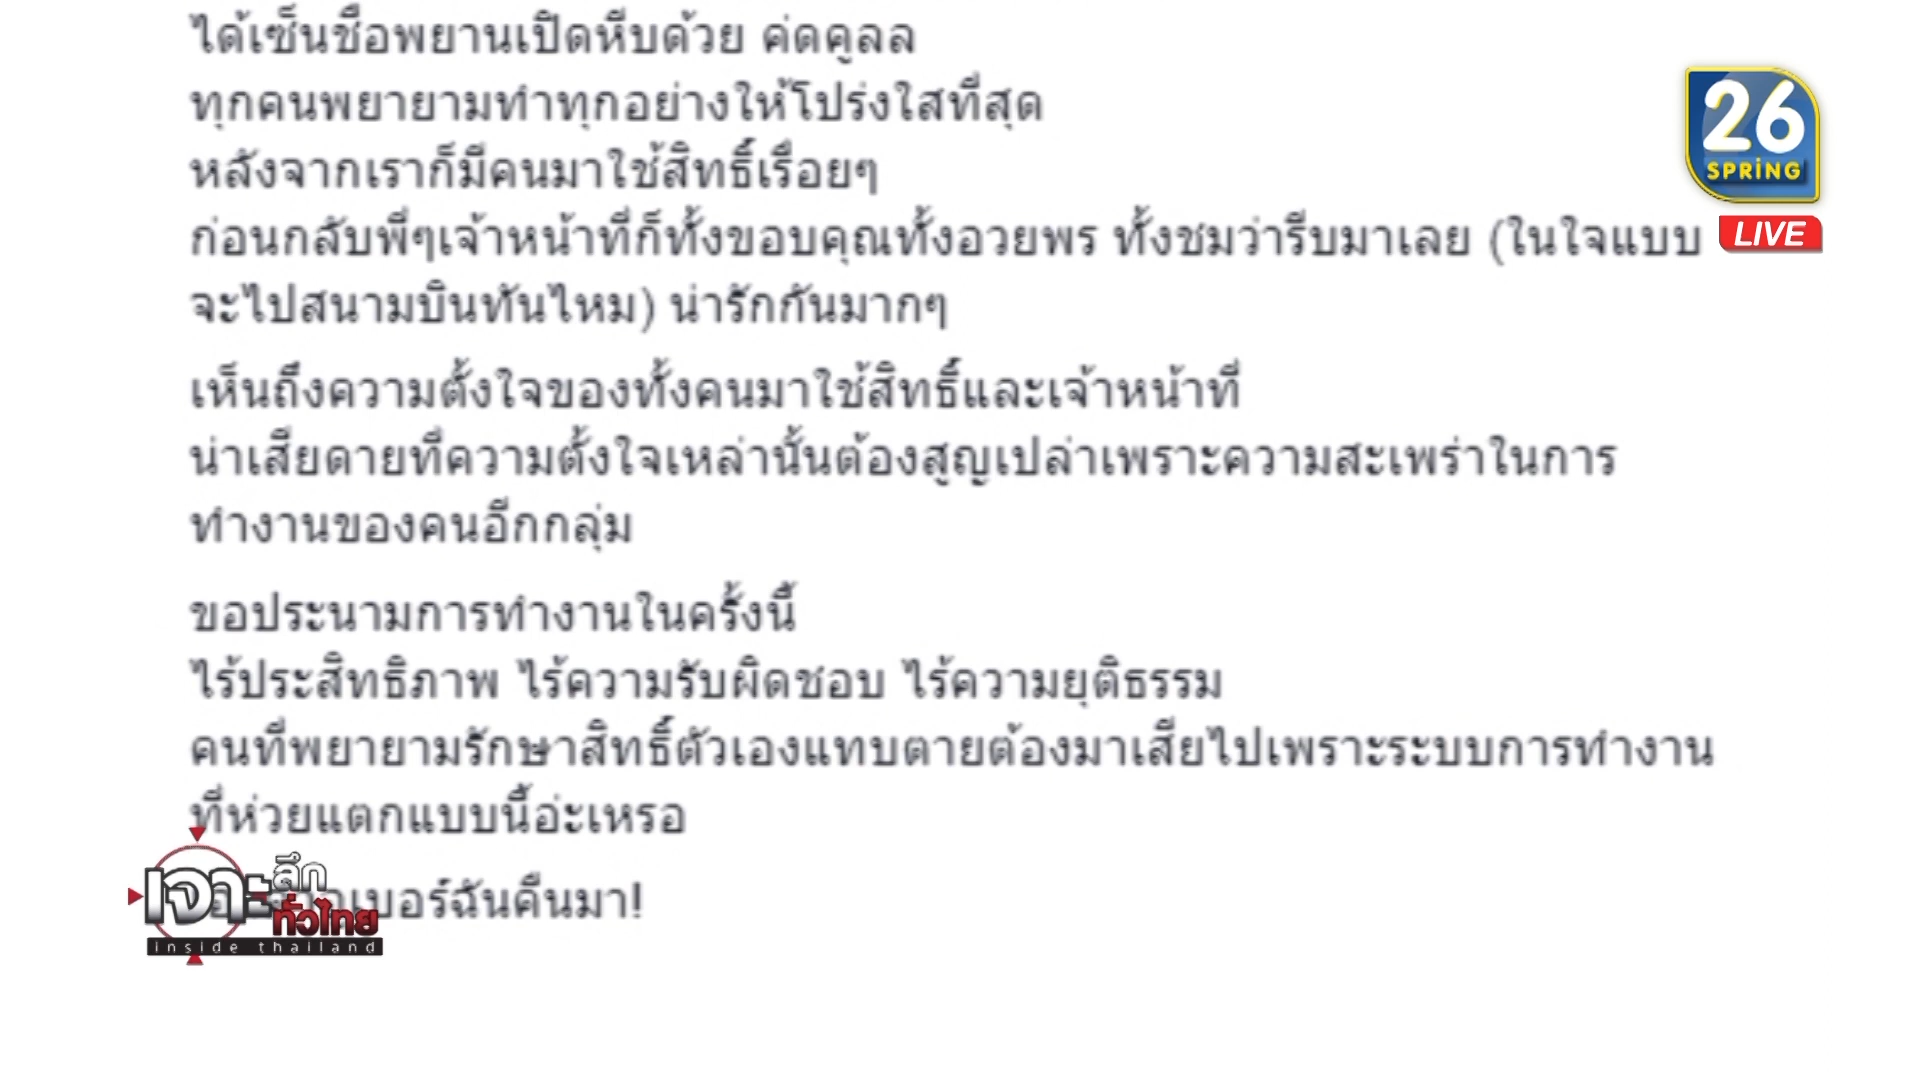 ได้เซ็นชื่อพยานเปิดหีบด้วย ค่ดคูลล
ทุกคนพยายามทำทุกอย่างให้โปร่งใสที่สุด
หลังจากเราก็มีคนมาใช้สิทธิ์เรื่อยๆ
ก่อนกลับพี่ๆเจ้าหน้าที่ก็ทั้งขอบคุณทั้งอวยพร ทั้งชมว่ารีบมาเลย (ในใจแบบ
จะไปสนามบินทันไหม) น่ารักกันมากๆ
เห็นถึงความตั้งใจของทั้งคนมาใช้สิทธิ์และเจ้าหน้าที่
น่าเสียดายที่ความตั้งใจเหล่านั้นต้องสูญเปล่าเพราะความสะเพร่าในการ
ทำงานของคนอีกกลุ่ม
ขอประนามการทำงานในครั้งนี้
ไร้ประสิทธิภาพ ไร้ความรับผิดชอบ ไร้ความยุติธรรม
คนที่พยายามรักษาสิทธิ์ตัวเองแทบตายต้องมาเสียไปเพราะระบบการทำงาน
ที่ห่วยแตกแบบนี้อ่ะเหรอ
เบอร์ฉันคืนมา!
26
SPRING
LIVE
เจาะลึก
ทั่วไทย
inside thailand